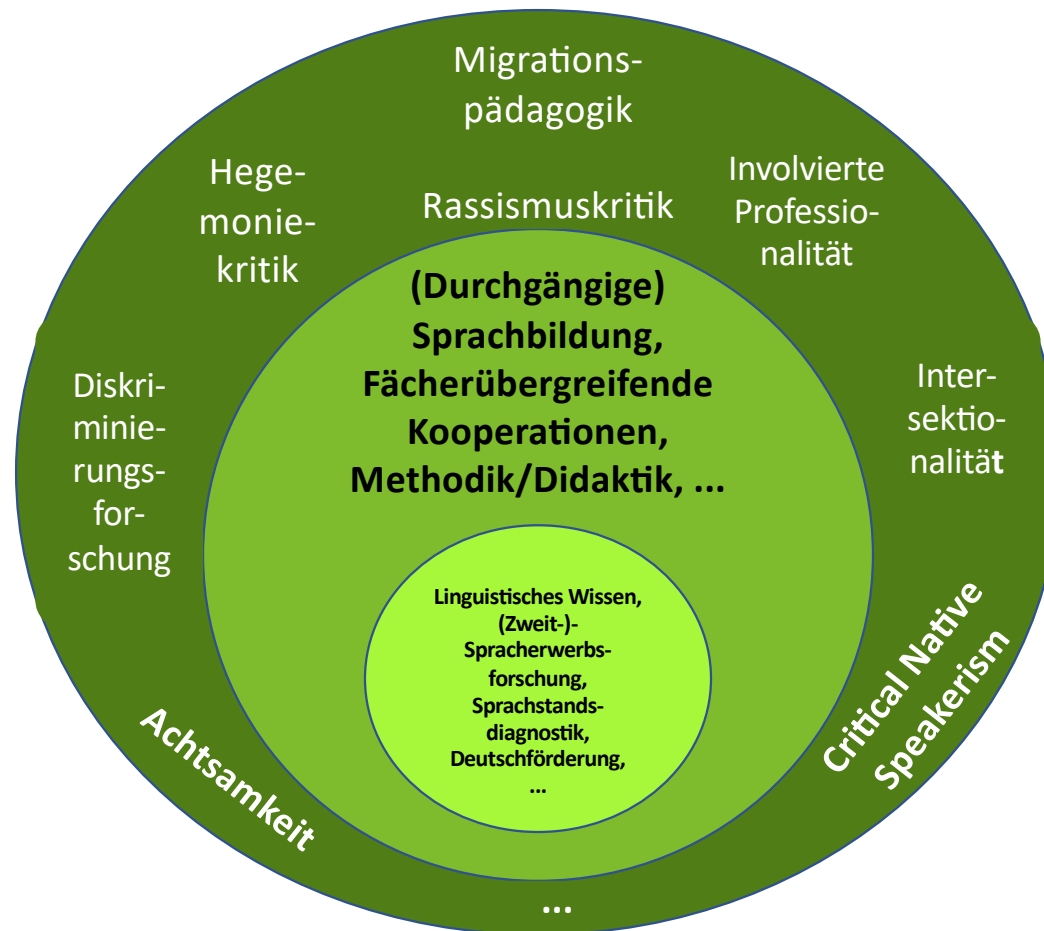 Migrations-
pädagogik
Hege-
monie-
kritik
Rassismuskritik
Involvierte
Professio-
nalität
Diskri-
minie-
rungs-
for-
schung
(Durchgängige)
Sprachbildung,
Fächerübergreifende
Kooperationen,
Methodik/Didaktik, ...
Inter-
sektio-
nalität
Linguistisches Wissen,
(Zweit-)-
Spracherwerbs-
forschung,
Sprachstands-
diagnostik,
Deutschförderung,
...
Achtsamkeit
Critical Native
Speakerism
...